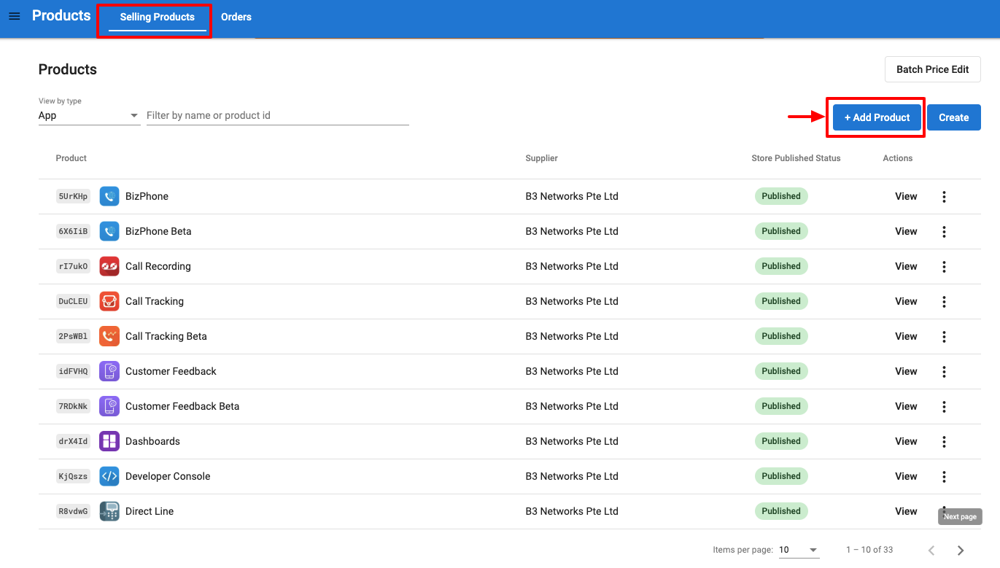 Products Selling Products Orders
Products Batch Price Edit
View by type
App Filter by name or product id + Add Product Create
Product Supplier Store Published Status Actions
5UrKHp BizPhone B3 Networks Pte Ltd Published View
6X6IiB BizPhone Beta B3 Networks Pte Ltd Published View
rI7ukO Call Recording B3 Networks Pte Ltd Published View
DuCLEU Call Tracking B3 Networks Pte Ltd Published View
2PsWBl Call Tracking Beta B3 Networks Pte Ltd Published View
idFVHQ Customer Feedback B3 Networks Pte Ltd Published View
7RDkNk Customer Feedback Beta B3 Networks Pte Ltd Published View
drX4Id Dashboards B3 Networks Pte Ltd Published View
KjQszs Developer Console B3 Networks Pte Ltd Published View
R8vdwG Direct Line B3 Networks Pte Ltd Published View
Next page
Items per page: 10 1 – 10 of 33